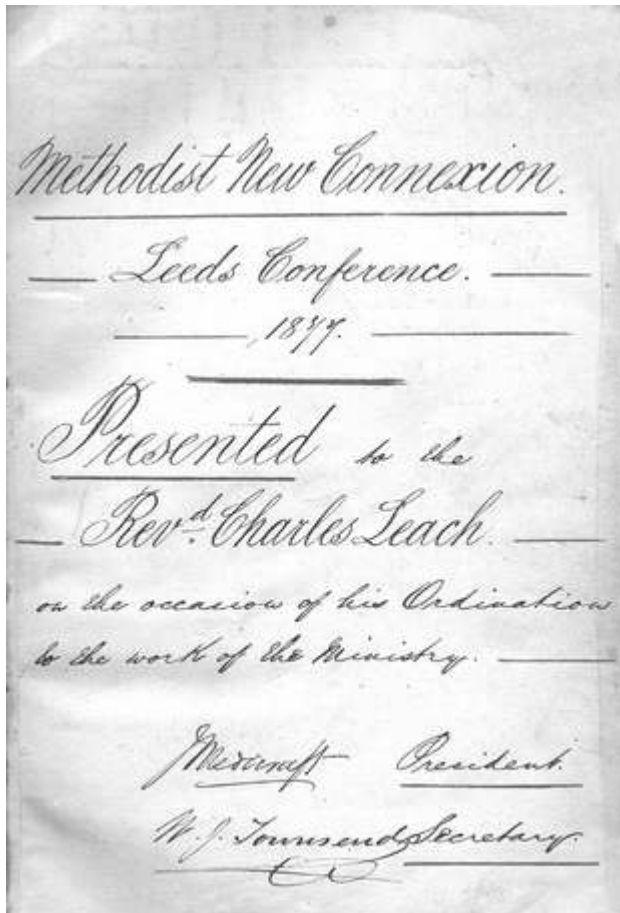 Methodist New Connexion.
Leeds Conference.
1877.
Presented to the
Revd. Charles Leach.
on the occasion of his Ordination
to the work of the Ministry.
J Medicraft President.
W. J. Townsend Secretary.